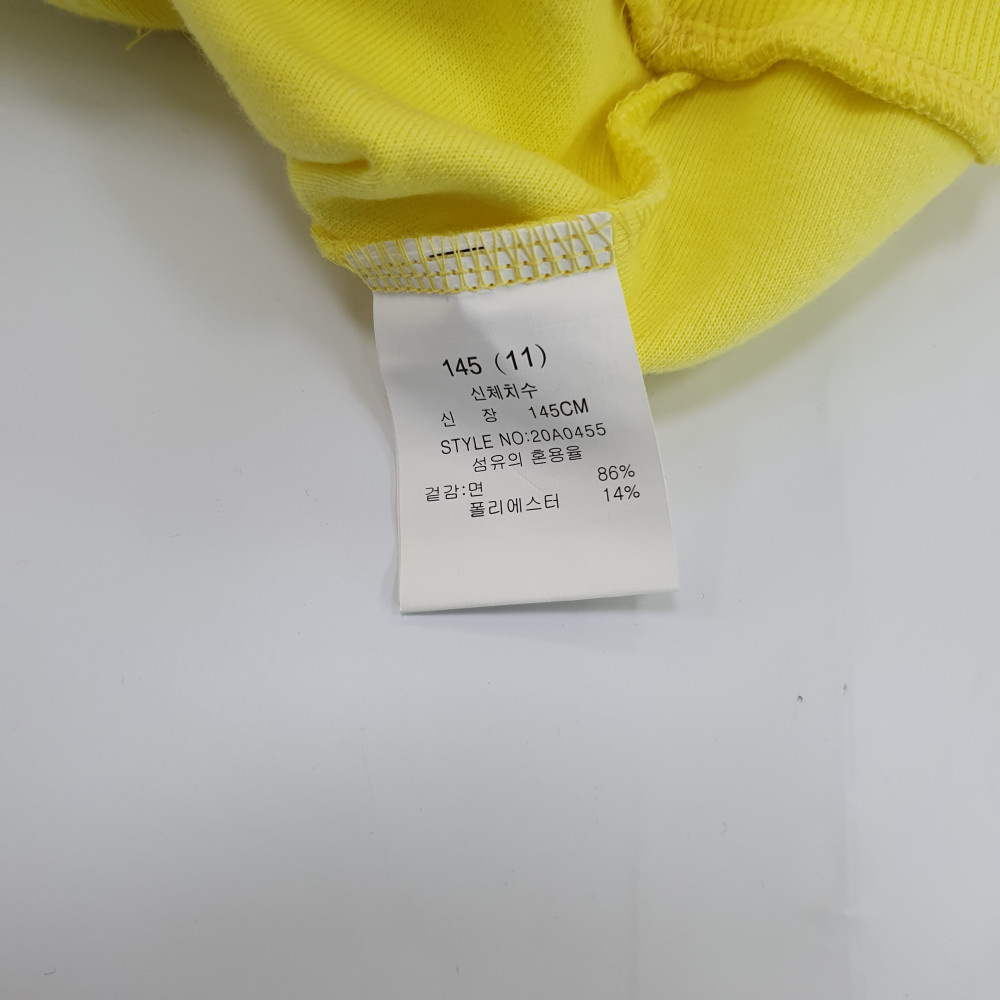 145 (11)
신체치수
신 장 145CM
STYLE NO:20A0455
섬유의 혼용율
겉감:면 86%
폴리에스터 14%